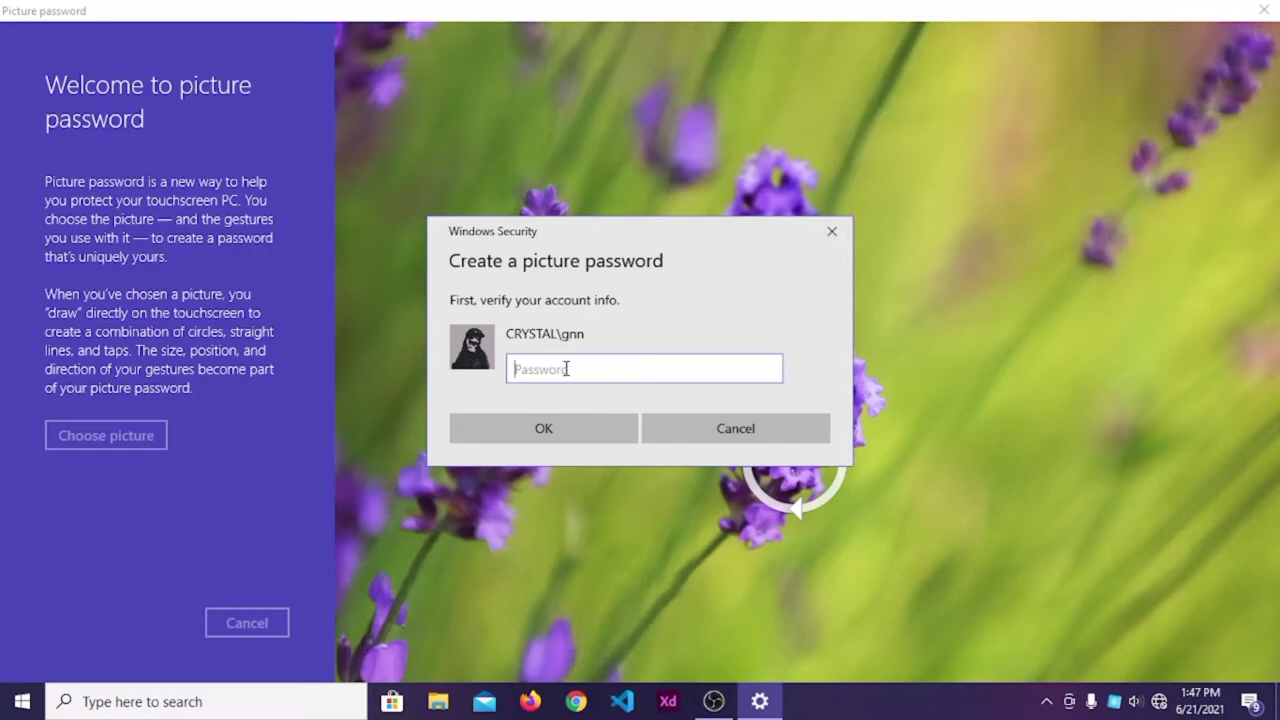 Picture password
Welcome to picture
password
Picture password is a new way to help
you protect your touchscreen PC. You
choose the picture — and the gestures
you use with it — to create a password
that's uniquely yours.
When you've chosen a picture, you
"draw" directly on the touchscreen to
create a combination of circles, straight
lines, and taps. The size, position, and
direction of your gestures become part
of your picture password.
Choose picture
Cancel
Windows Security
Create a picture password
First, verify your account info.
CRYSTAL\gnn
Password
OK
Cancel
Type here to search
Xd
1:47 PM
6/21/2021
9